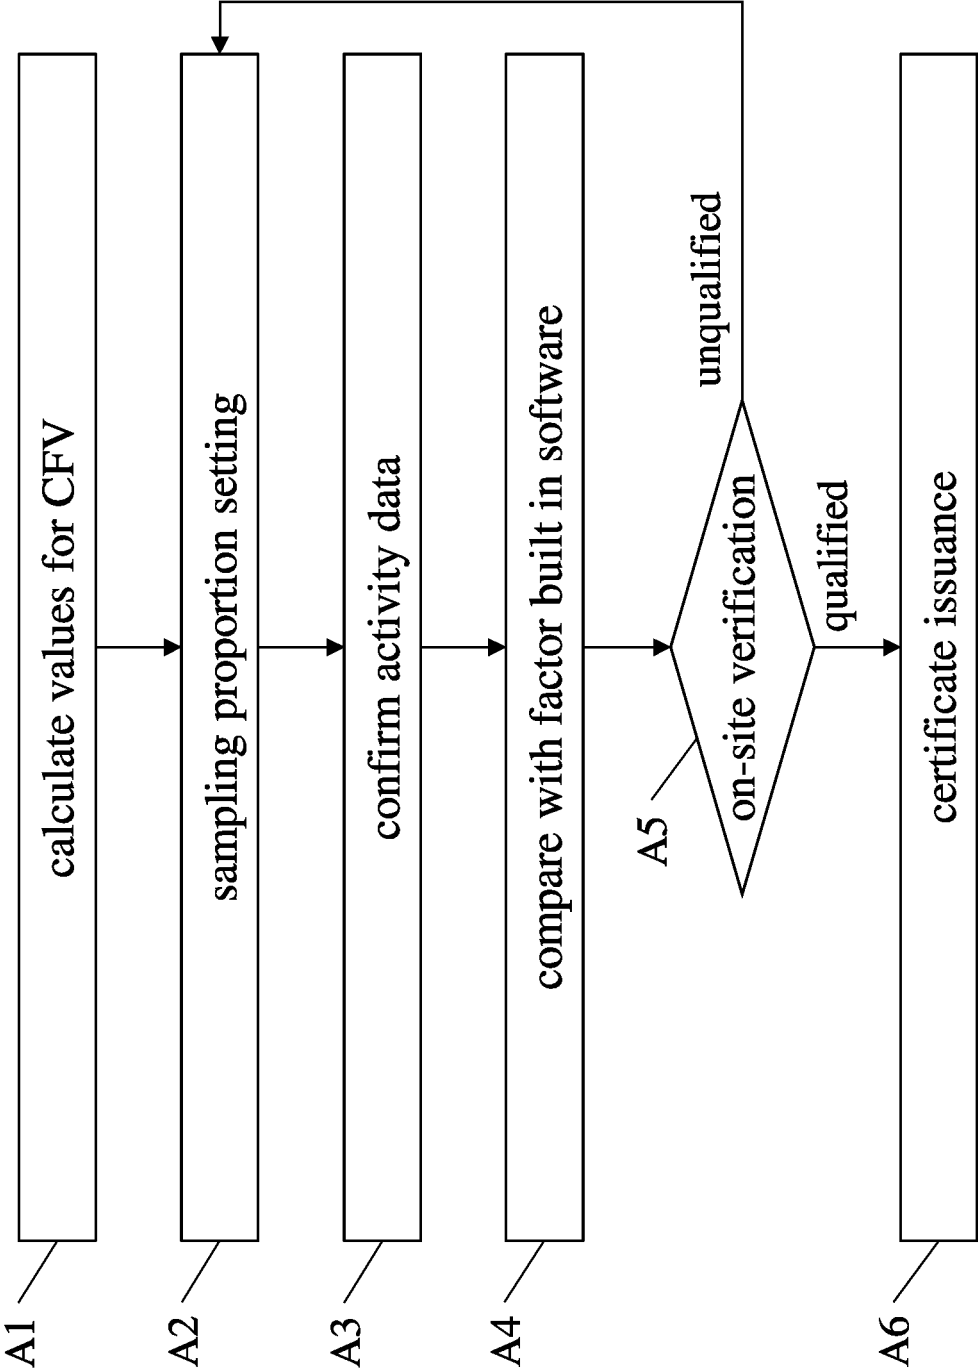 A1
calculate values for CFV
A2
sampling proportion setting
A3
confirm activity data
A4
compare with factor built in software
A5
on-site verification
unqualified
qualified
A6
certificate issuance